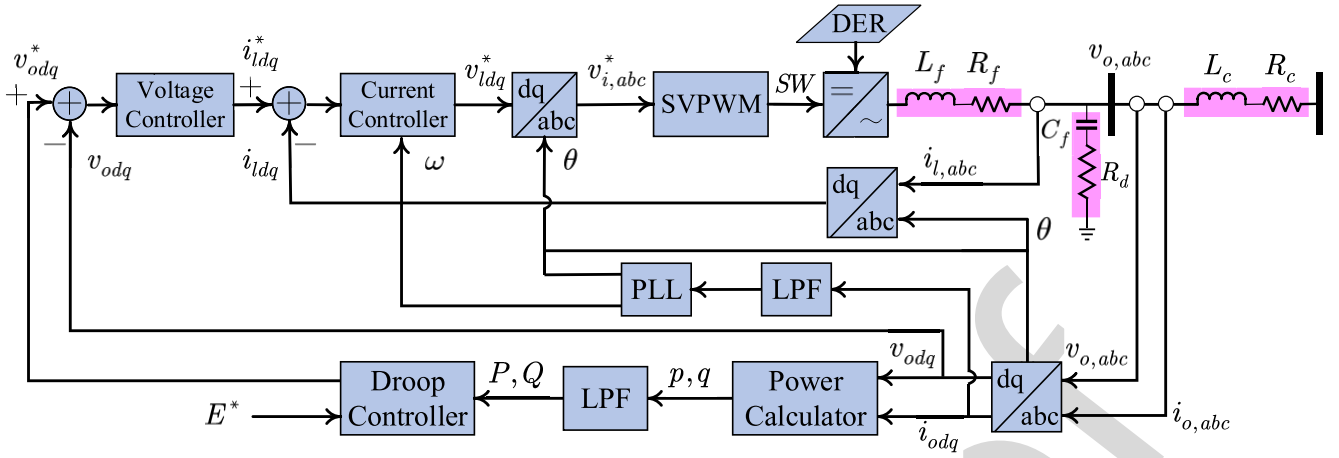 DER
v*odq
i*ldq
v*ldq
v*i,abc
SW
Lf Rf
vo,abc
Lc Rc
+
Voltage
Controller
+
Current
Controller
dq
abc
SVPWM
=
~
−
vodq
−
ildq
ω
θ
Cf
Rd
il,abc
dq
abc
θ
PLL
LPF
vodq
vo,abc
Droop
Controller
P, Q
LPF
p, q
Power
Calculator
dq
abc
E*
iodq
io,abc